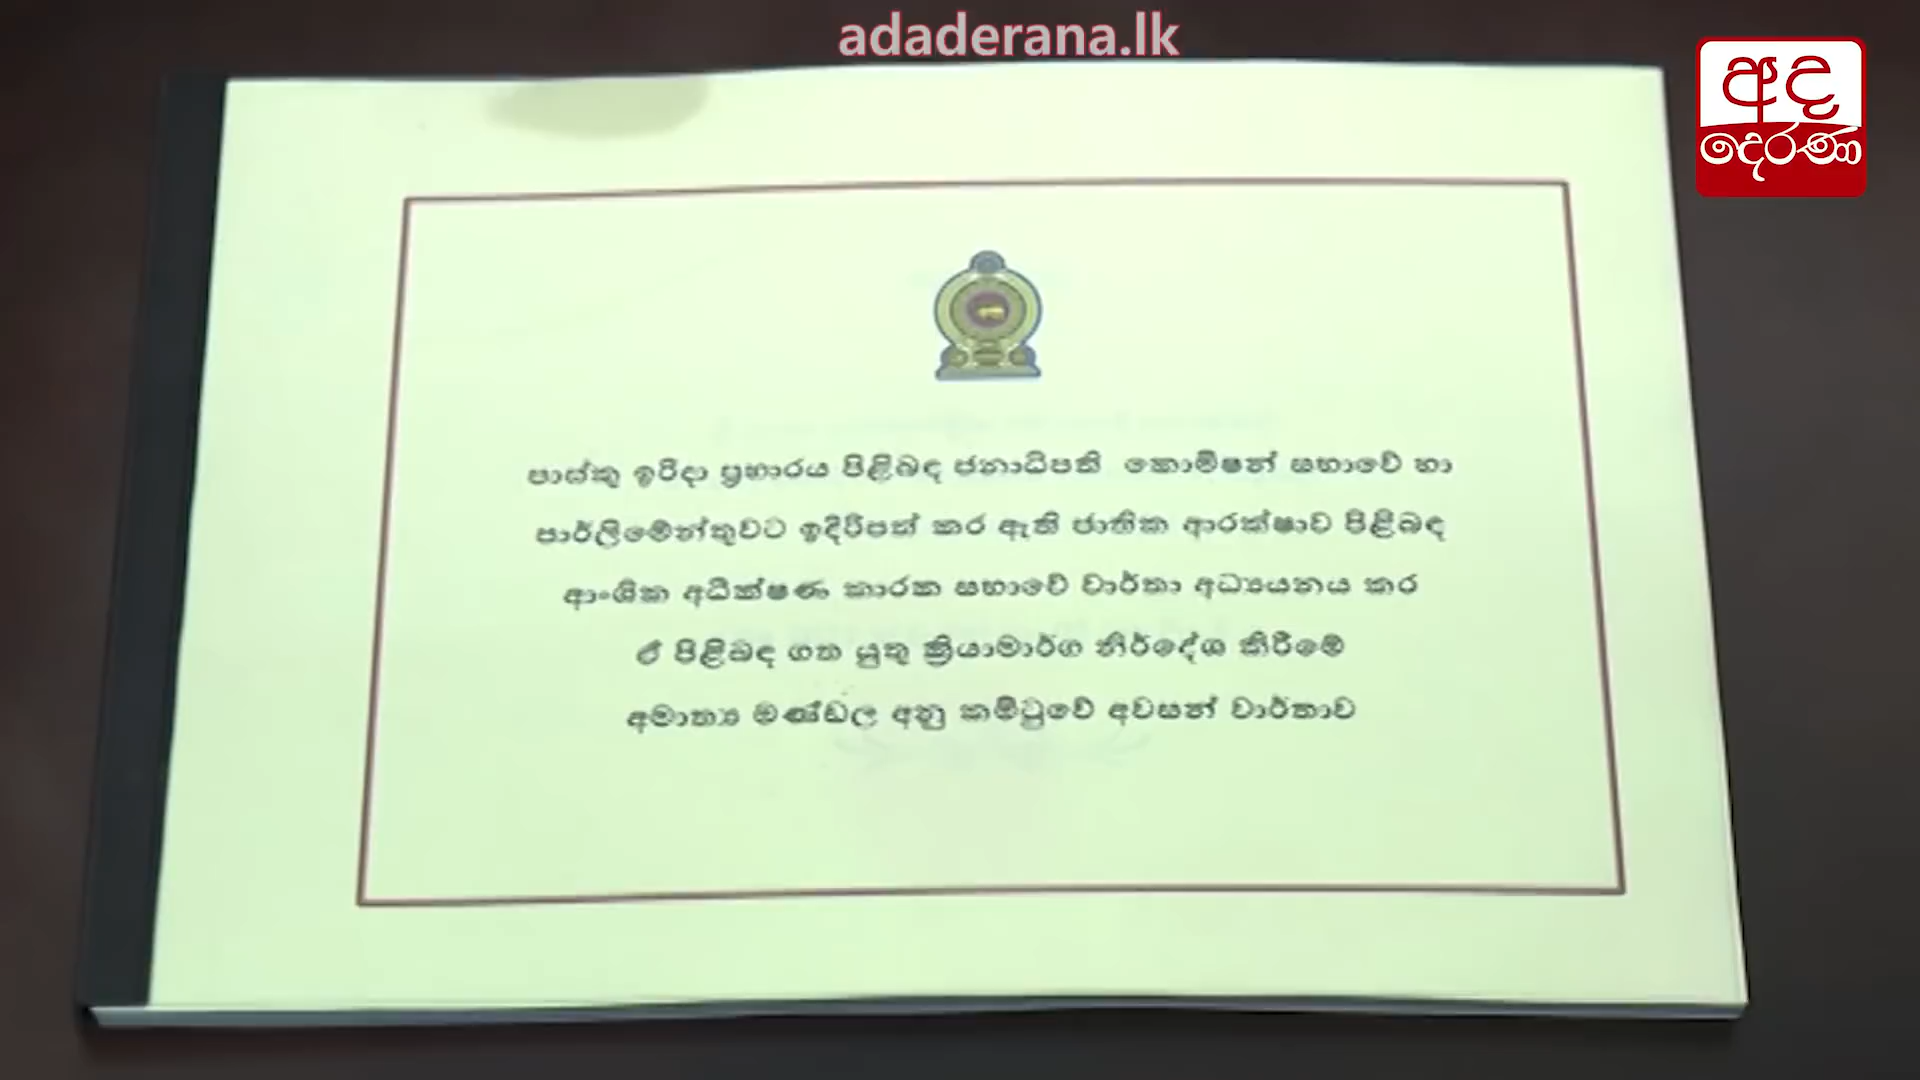 adaderana.lk
අද
දෙරණ
පාස්කු ඉරිදා ප්‍රහාරය පිළිබඳ ජනාධිපති කොමිෂන් සභාවේ හා
පාර්ලිමේන්තුවට ඉදිරිපත් කර ඇති ජාතික ආරක්ෂාව පිළිබඳ
ආංශික අධීක්ෂණ කාරක සභාවේ වාර්තා අධ්‍යයනය කර
ඒ පිළිබඳ ගත යුතු ක්‍රියාමාර්ග නිර්දේශ කිරීමේ
අමාත්‍ය මණ්ඩල අනු කමිටුවේ අවසන් වාර්තාව